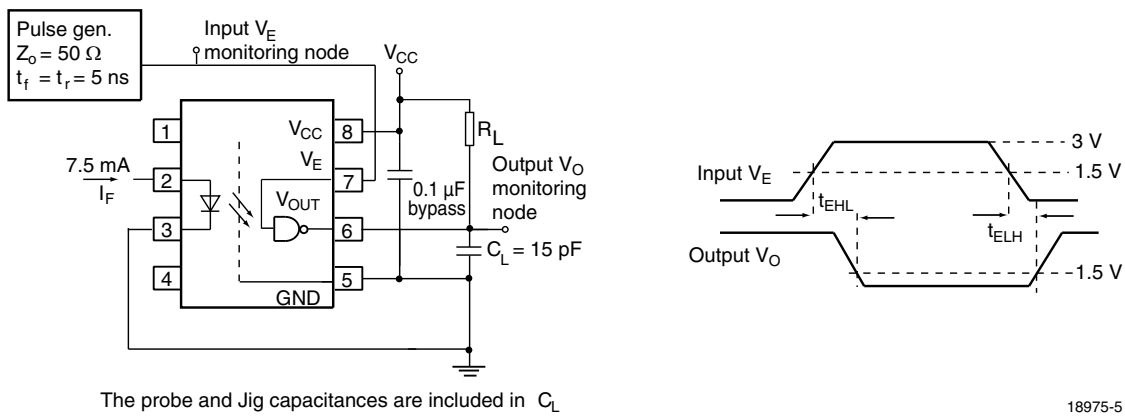 Pulse gen.
Zo = 50 Ω
tf = tr = 5 ns
Input VE
monitoring node
VCC
1
VCC
8
RL
VE
7
7.5 mA
IF
2
VOUT
0.1 µF
bypass
Output VO
monitoring
node
3
6
CL = 15 pF
4
5
GND
The probe and Jig capacitances are included in CL
3 V
Input VE
1.5 V
tEHL
tELH
Output VO
1.5 V
18975-5